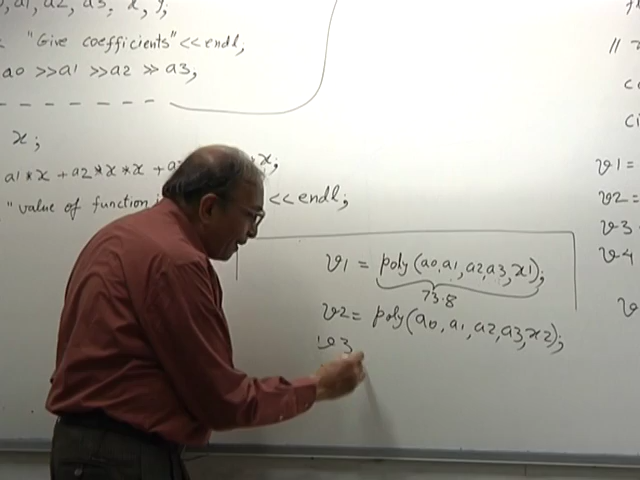 a1, a2, a3, x, y;
"Give coefficients"<<endl;
a0 >>a1 >>a2 >> a3;
x;
a1*x + a2*x*x + x;
"value of function <<endl;
v1 = poly (a0,a1,a2,a3,x1);
73.8
v2= poly(a0,a1,a2,a3,x2);
v3
//
v1=
v2=
v3
v4
v